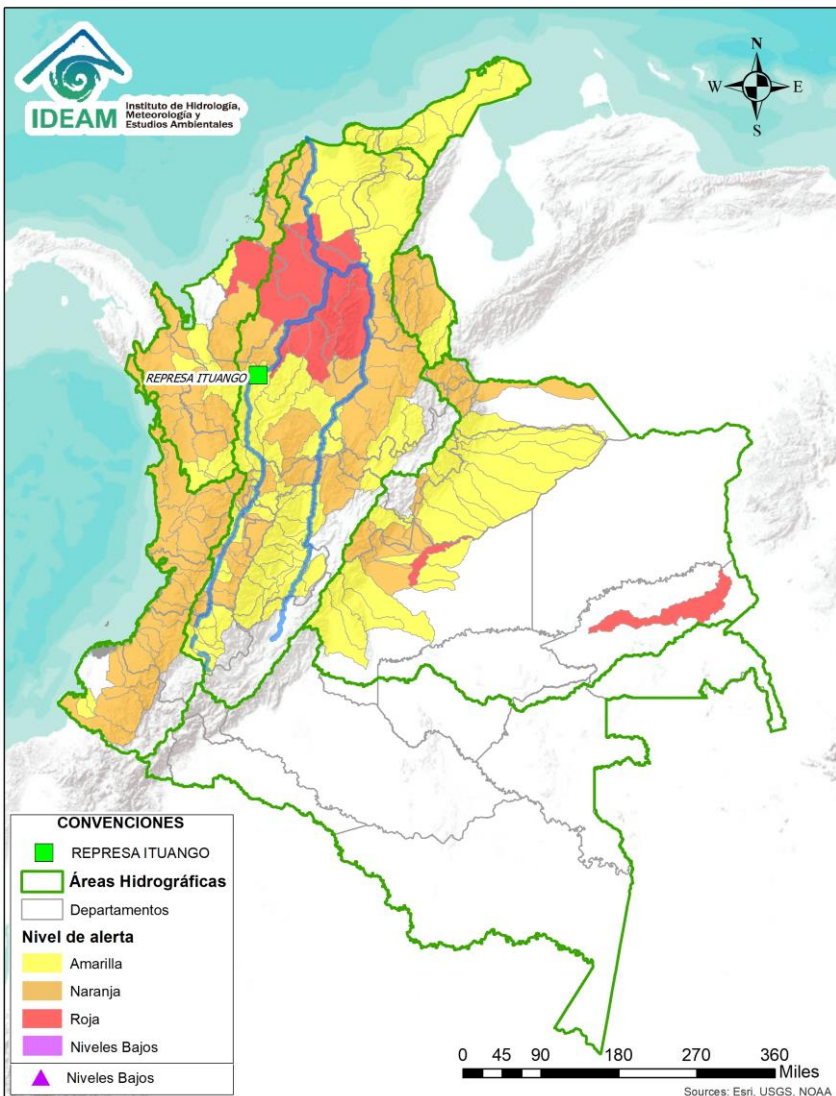 IDEAM
Instituto de Hidrología,
Meteorología y
Estudios Ambientales
N
W
E
S
REPRESA ITUANGO
CONVENCIONES
REPRESA ITUANGO
Áreas Hidrográficas
Departamentos
Nivel de alerta
Amarilla
Naranja
Roja
Niveles Bajos
Niveles Bajos
0 45 90 180 270 360
Miles
Sources: Esri, USGS, NOAA